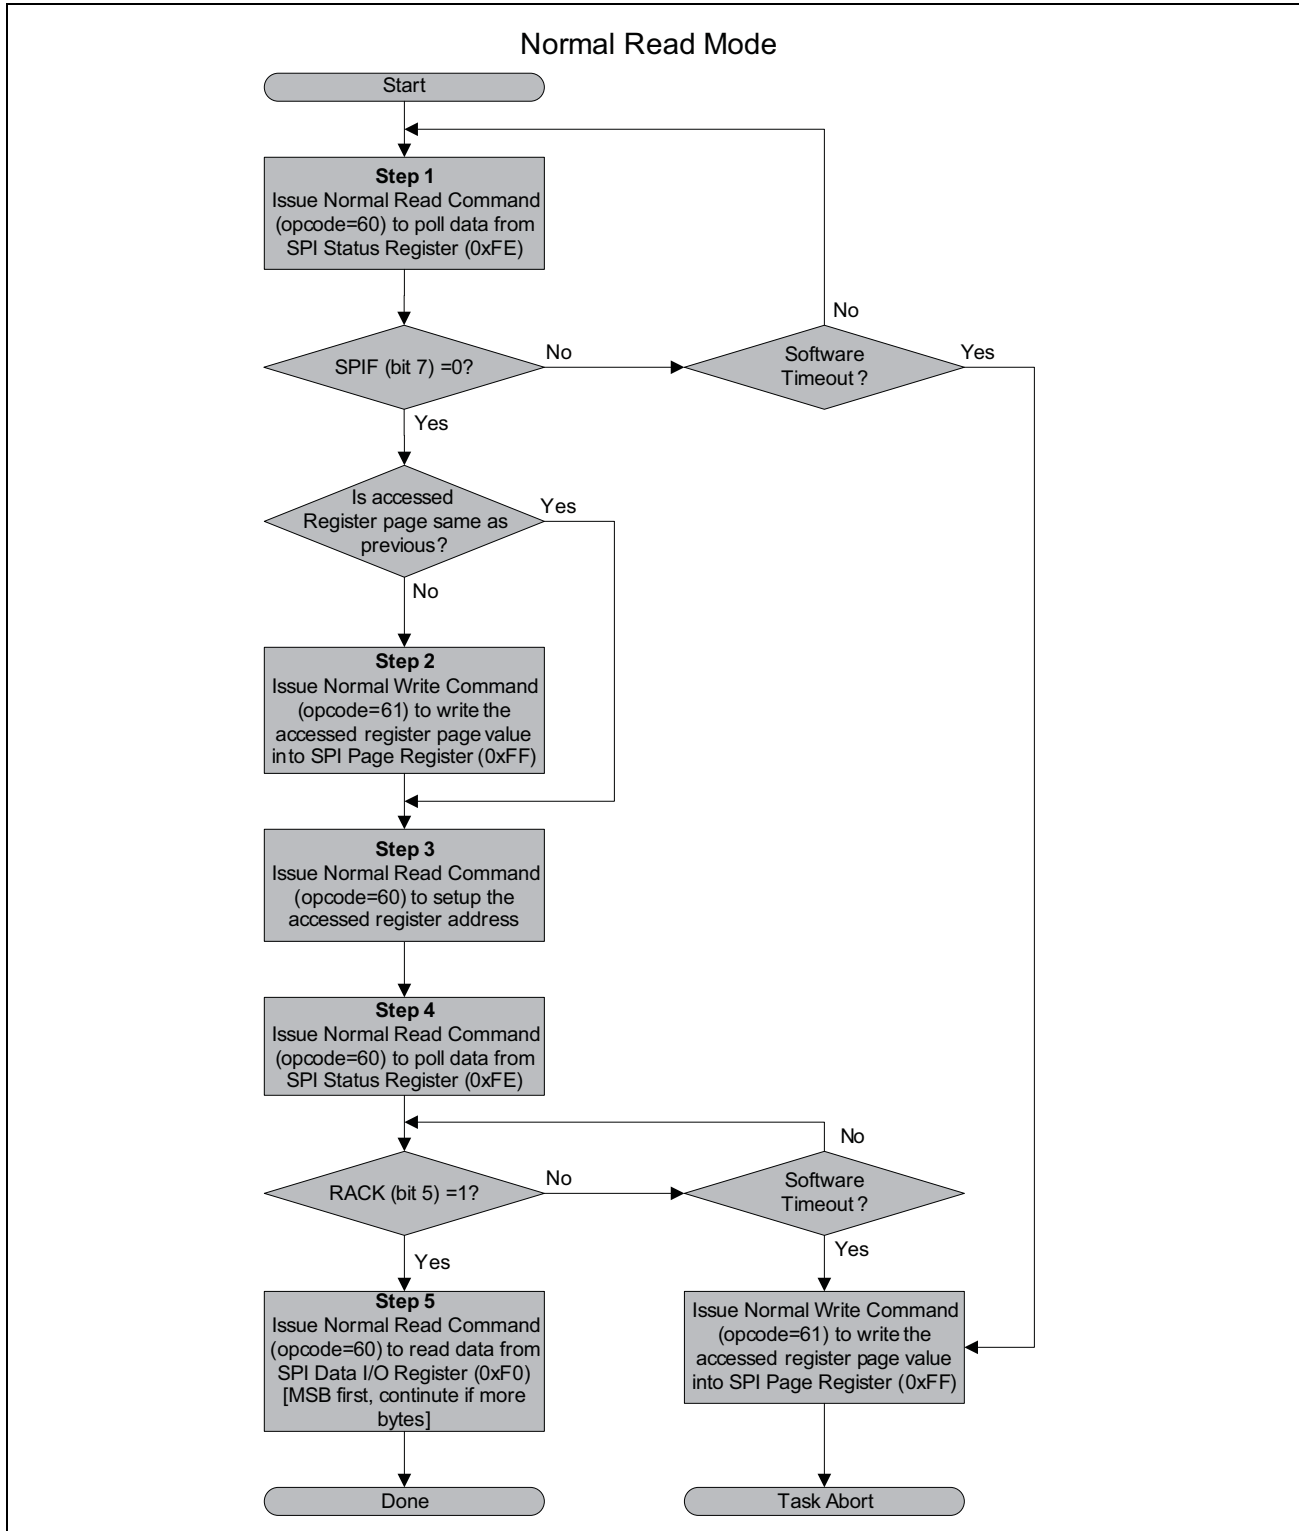 Normal Read Mode
Start
Step 1
Issue Normal Read Command
(opcode=60) to poll data from
SPI Status Register (0xFE)
No
SPIF (bit 7) =0?
No
Software
Timeout ?
Yes
Yes
Is accessed
Register page same as
previous?
Yes
No
Step 2
Issue Normal Write Command
(opcode=61) to write the
accessed register page value
into SPI Page Register (0xFF)
Step 3
Issue Normal Read Command
(opcode=60) to setup the
accessed register address
Step 4
Issue Normal Read Command
(opcode=60) to poll data from
SPI Status Register (0xFE)
No
RACK (bit 5) =1?
No
Software
Timeout ?
Yes
Yes
Step 5
Issue Normal Read Command
(opcode=60) to read data from
SPI Data I/O Register (0xF0)
[MSB first, continute if more
bytes]
Issue Normal Write Command
(opcode=61) to write the
accessed register page value
into SPI Page Register (0xFF)
Done
Task Abort